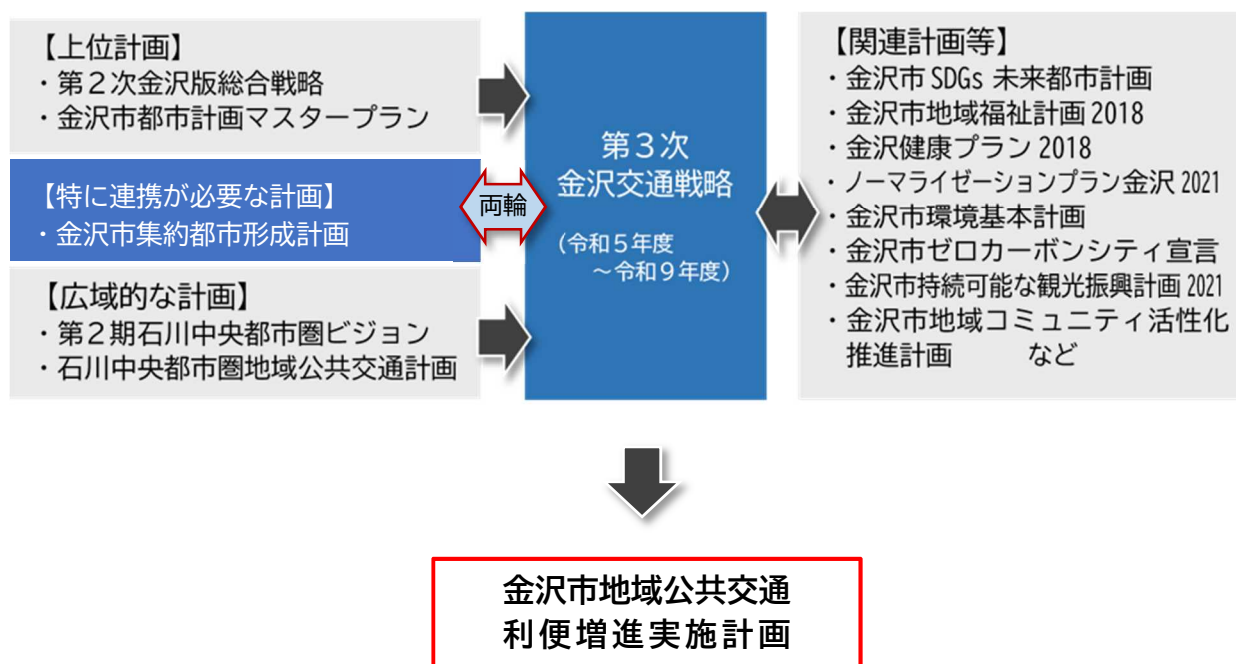 【上位計画】
・第２次金沢版総合戦略
・金沢市都市計画マスタープラン
【特に連携が必要な計画】
・金沢市集約都市形成計画
【広域的な計画】
・第２期石川中央都市圏ビジョン
・石川中央都市圏地域公共交通計画
両輪
第３次
金沢交通戦略
（令和５年度
～令和９年度）
【関連計画等】
・金沢市 SDGs 未来都市計画
・金沢市地域福祉計画 2018
・金沢健康プラン 2018
・ノーマライゼーションプラン金沢 2021
・金沢市環境基本計画
・金沢市ゼロカーボンシティ宣言
・金沢市持続可能な観光振興計画 2021
・金沢市地域コミュニティ活性化
推進計画　　など
金沢市地域公共交通
利便増進実施計画